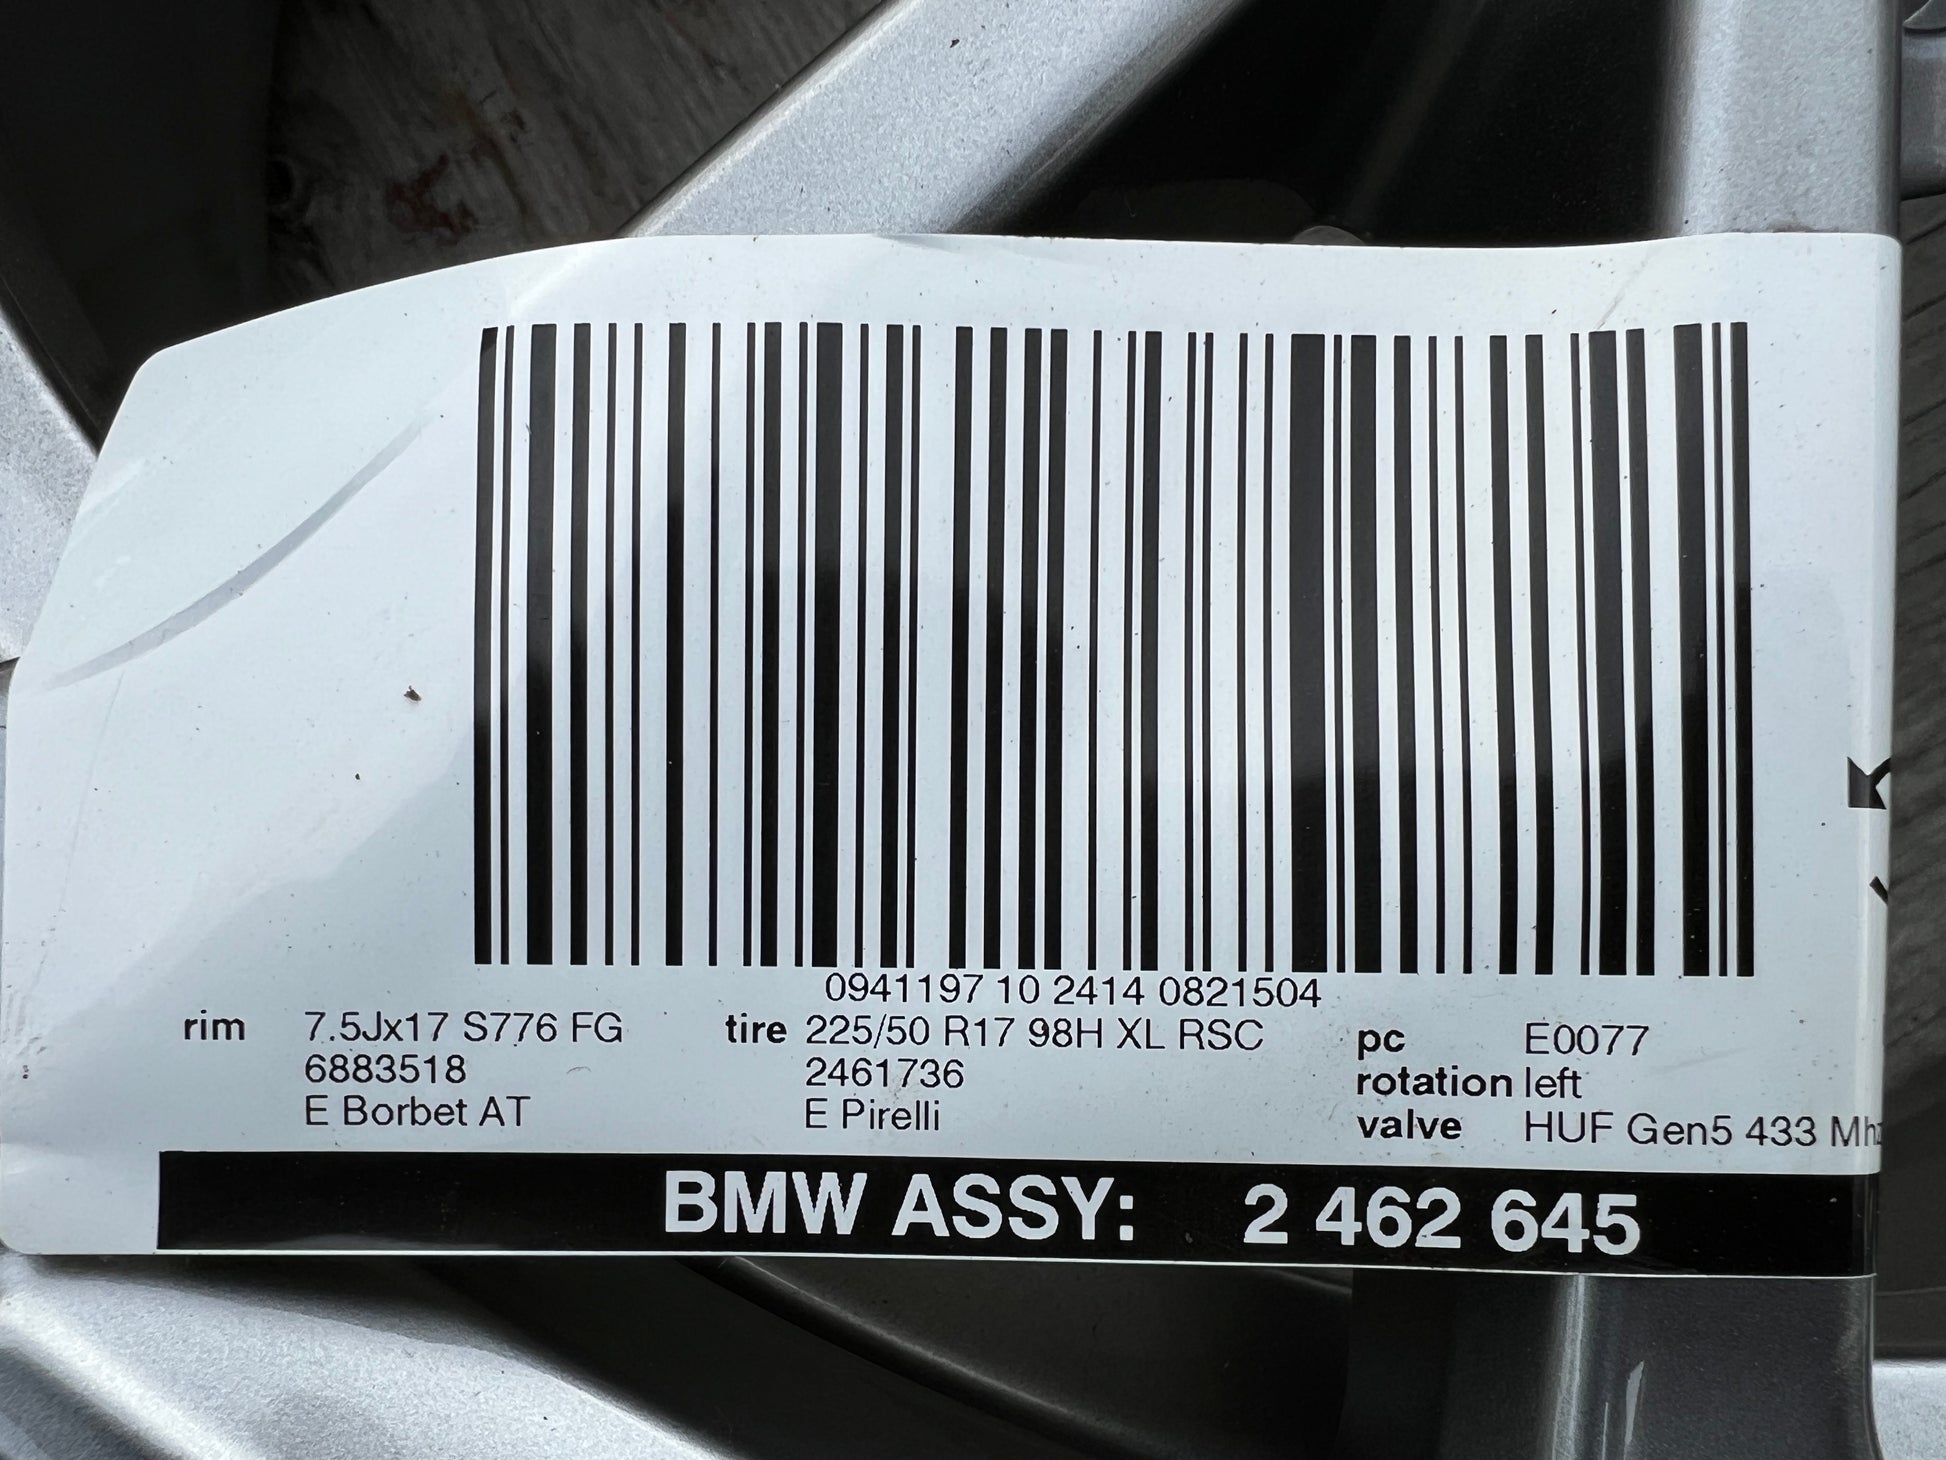 0941197 10 2414 0821504
rim 7.5Jx17 S776 FG tire 225/50 R17 98H XL RSC pc E0077
6883518 2461736 rotation left
E Borbet AT E Pirelli valve HUF Gen5 433 Mhz
BMW ASSY: 2 462 645